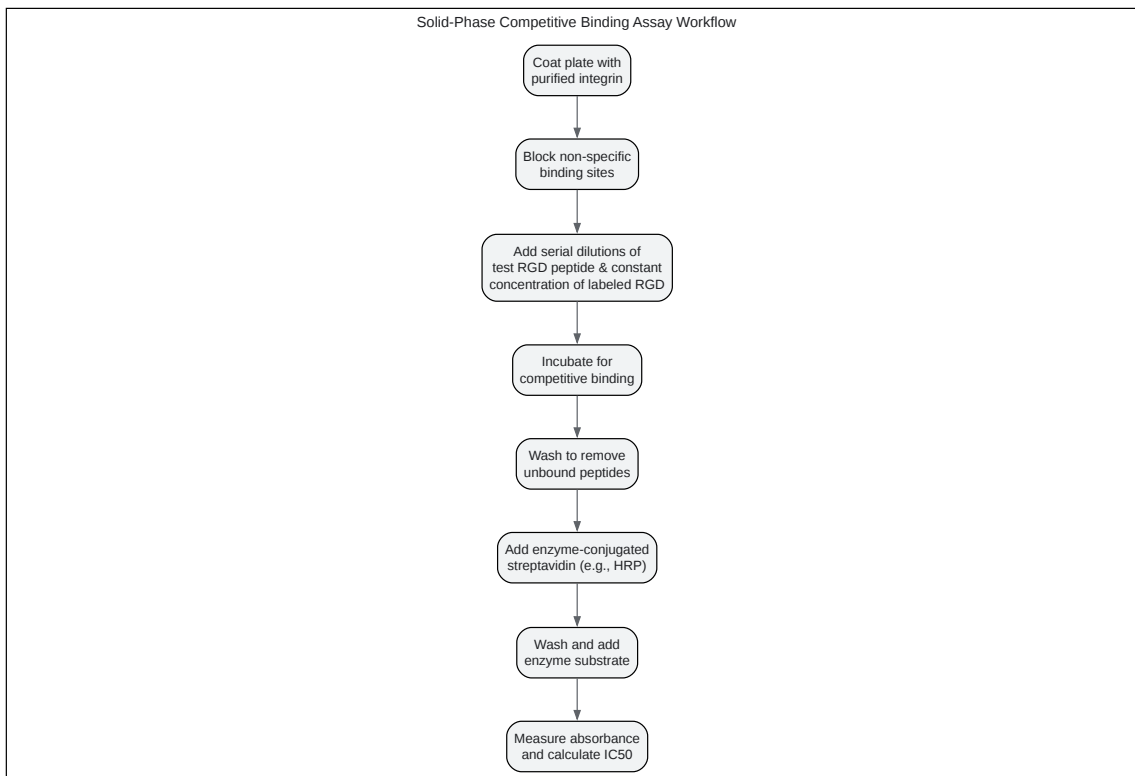 Solid-Phase Competitive Binding Assay Workflow
Coat plate with
purified integrin
Block non-specific
binding sites
Add serial dilutions of
test RGD peptide & constant
concentration of labeled RGD
Incubate for
competitive binding
Wash to remove
unbound peptides
Add enzyme-conjugated
streptavidin (e.g., HRP)
Wash and add
enzyme substrate
Measure absorbance
and calculate IC50